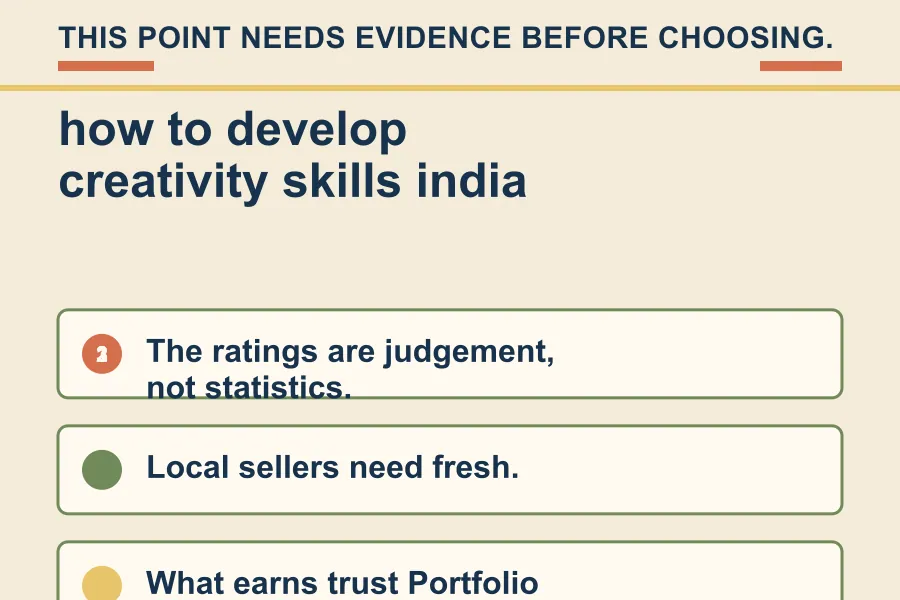 THIS POINT NEEDS EVIDENCE BEFORE CHOOSING.
how to develop
creativity skills india
The ratings are judgement,
not statistics.
Local sellers need fresh.
What earns trust Portfolio